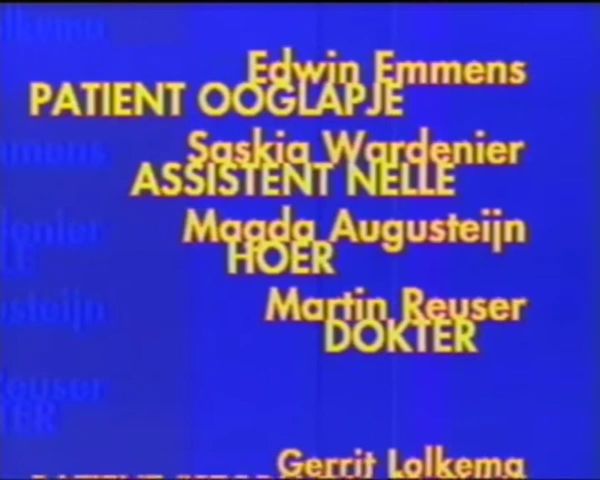 Edwin Emmens
PATIENT OOGLAPJE
Saskia Wardenier
ASSISTENT NELLE
Magda Augusteijn
HOER
Martin Reuser
DOKTER
Gerrit Lolkema